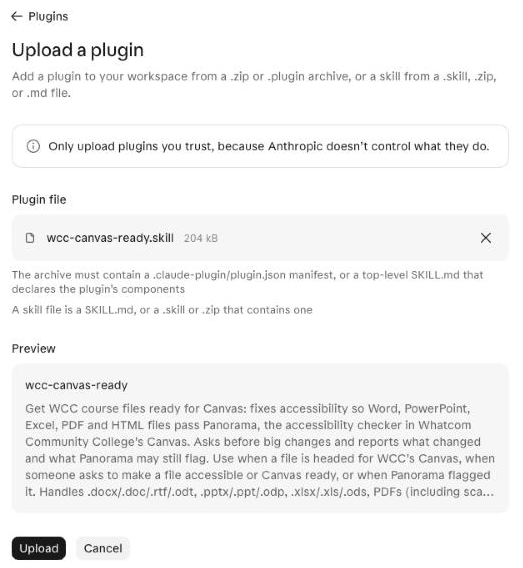 ← Plugins
Upload a plugin
Add a plugin to your workspace from a .zip or .plugin archive, or a skill from a .skill, .zip,
or .md file.
Only upload plugins you trust, because Anthropic doesn't control what they do.
Plugin file
wcc-canvas-ready.skill 204 kB
The archive must contain a .claude-plugin/plugin.json manifest, or a top-level SKILL.md that
declares the plugin's components
A skill file is a SKILL.md, or a .skill or .zip that contains one
Preview
wcc-canvas-ready
Get WCC course files ready for Canvas: fixes accessibility so Word, PowerPoint,
Excel, PDF and HTML files pass Panorama, the accessibility checker in Whatcom
Community College's Canvas. Asks before big changes and reports what changed
and what Panorama may still flag. Use when a file is headed for WCC's Canvas, when
someone asks to make a file accessible or Canvas ready, or when Panorama flagged
it. Handles .docx/.doc/.rtf/.odt, .pptx/.ppt/.odp, .xlsx/.xls/.ods, PDFs (including sca...
Upload Cancel